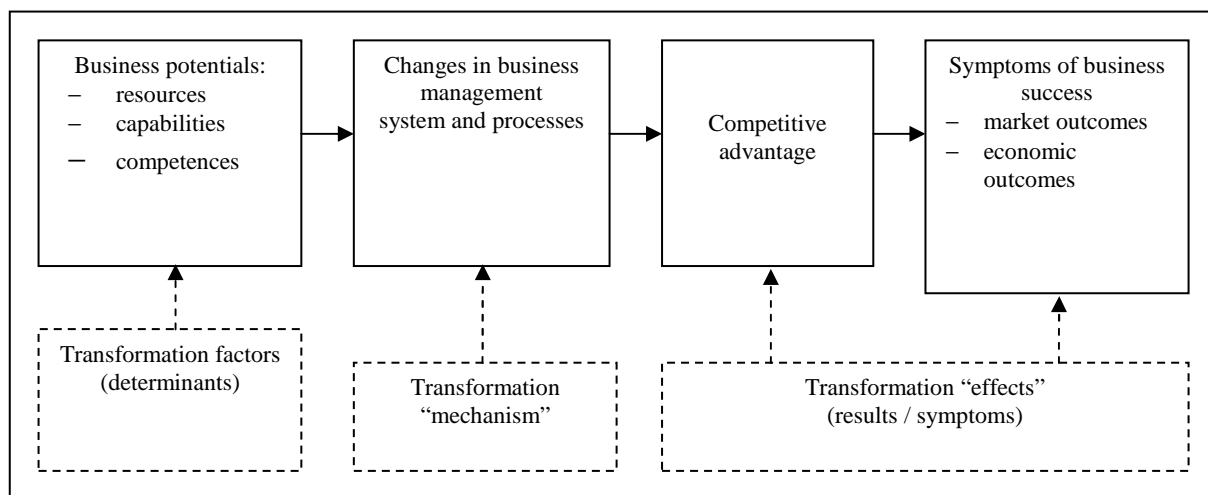 Business potentials:
– resources
– capabilities
– competences
Changes in business
management
system and processes
Competitive
advantage
Symptoms of business
success
– market outcomes
– economic
outcomes
Transformation factors
(determinants)
Transformation
“mechanism”
Transformation “effects”
(results / symptoms)